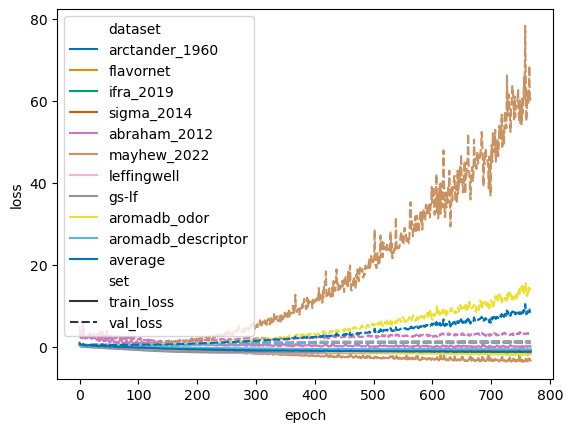 80
60
40
20
0
loss
dataset
arctander_1960
flavornet
ifra_2019
sigma_2014
abraham_2012
mayhew_2022
leffingwell
gs-lf
aromadb_odor
aromadb_descriptor
average
set
train_loss
val_loss
0 100 200 300 400 500 600 700 800
epoch